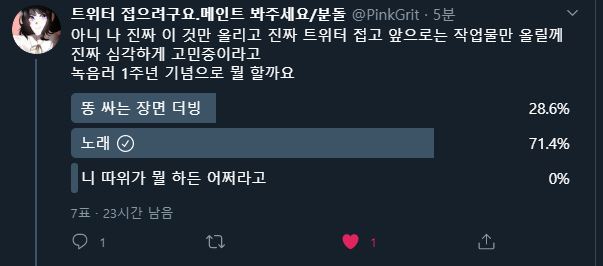 트위터 접으려구요.메인트 봐주세요/분돌 @PinkGrit · 5분
아니 나 진짜 이 것만 올리고 진짜 트위터 접고 앞으로는 작업물만 올릴께
진짜 심각하게 고민중이라고
녹음러 1주년 기념으로 뭘 할까요
똥 싸는 장면 더빙 28.6%
노래 71.4%
니 따위가 뭘 하든 어쩌라고 0%
7표 · 23시간 남음
1 1